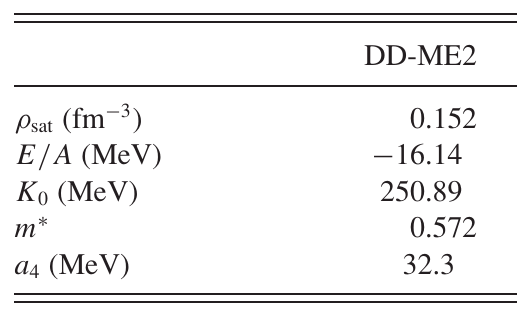 DD-ME2
ρsat (fm−3) 0.152
E/A (MeV) −16.14
K0 (MeV) 250.89
m* 0.572
a4 (MeV) 32.3